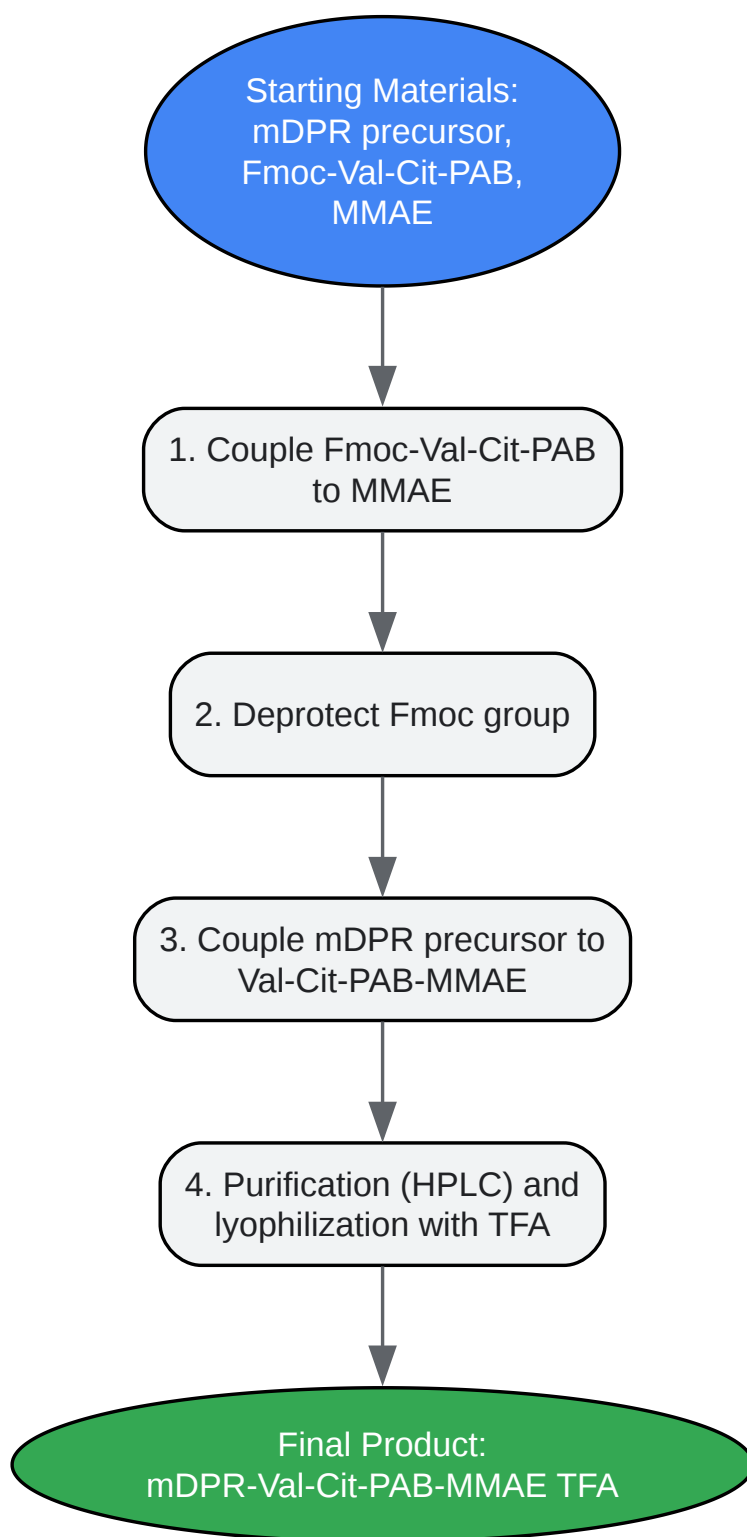 Starting Materials:
mDPR precursor,
Fmoc-Val-Cit-PAB,
MMAE
1. Couple Fmoc-Val-Cit-PAB
to MMAE
2. Deprotect Fmoc group
3. Couple mDPR precursor to
Val-Cit-PAB-MMAE
4. Purification (HPLC) and
lyophilization with TFA
Final Product:
mDPR-Val-Cit-PAB-MMAE TFA